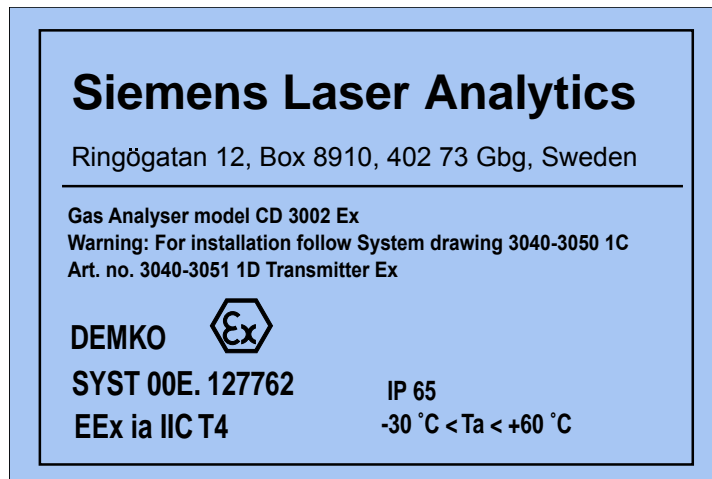 Siemens Laser Analytics
Ringögatan 12, Box 8910, 402 73 Gbg, Sweden
Gas Analyser model CD 3002 Ex
Warning: For installation follow System drawing 3040-3050 1C
Art. no. 3040-3051 1D Transmitter Ex
DEMKO Ex
SYST 00E. 127762
IP 65
EEx ia IIC T4
-30 ˚C < Ta < +60 ˚C